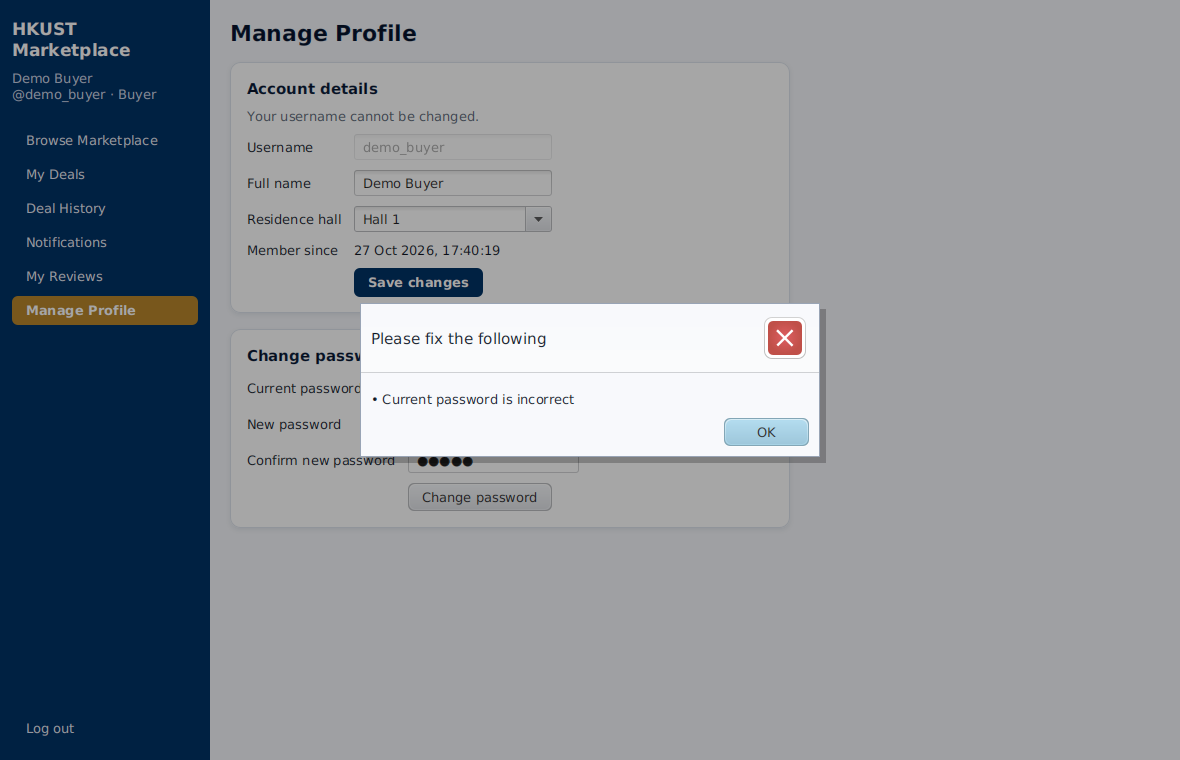 HKUST
Marketplace
Demo Buyer
@demo_buyer · Buyer
Browse Marketplace
My Deals
Deal History
Notifications
My Reviews
Manage Profile
Log out
Manage Profile
Account details
Your username cannot be changed.
Username demo_buyer
Full name Demo Buyer
Residence hall Hall 1
Member since 27 Oct 2026, 17:40:19
Save changes
Change passw
Current password
New password
Confirm new password ●●●●●
Change password
Please fix the following
• Current password is incorrect
OK